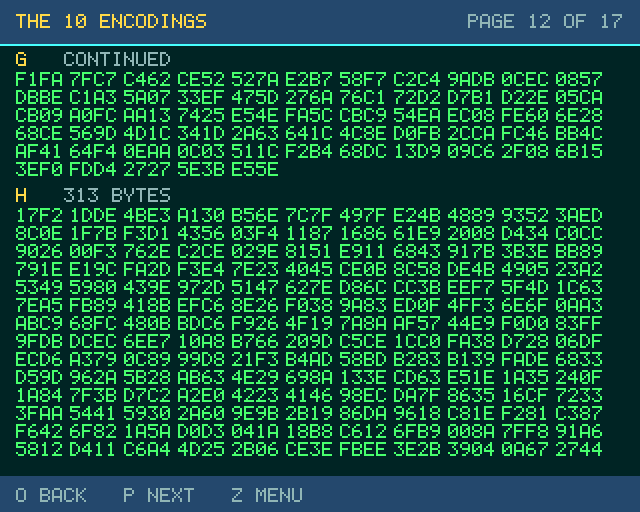 THE 10 ENCODINGS PAGE 12 OF 17
G CONTINUED
F1FA 7FC7 C462 CE52 527A E2B7 58F7 C2C4 9ADB 0CEC 0857
DBBE C1A3 5A07 33EF 475D 276A 76C1 72D2 D7B1 D22E 05CA
CB09 A0FC AA13 7425 E54E FA5C CBC9 54EA EC08 FE60 6E28
68CE 569D 4D1C 341D 2A63 641C 4C8E D0FB 2CCA FC46 BB4C
AF41 64F4 0EAA 0C03 511C F2B4 68DC 13D9 09C6 2F08 6B15
3EF0 FDD4 2727 5E3B E55E
H 313 BYTES
17F2 1DDE 4BE3 A130 B56E 7C7F 497F E24B 4889 9352 3AED
8C0E 1F7B F3D1 4356 03F4 1187 1686 61E9 2008 D434 C0CC
9026 00F3 762E C2CE 029E 8151 E911 6843 917B 3B3E BB89
791E E19C FA2D F3E4 7E23 4045 CE0B 8C58 DE4B 4905 23A2
5349 5980 439E 972D 5147 627E D86C CC3B EEF7 5F4D 1C63
7EA5 FB89 418B EFC6 8E26 F038 9A83 ED0F 4FF3 6E6F 0AA3
ABC9 68FC 480B BDC6 F926 4F19 7A8A AF57 44E9 F0D0 83FF
9FDB DCEC 6EE7 10A8 B766 209D C5CE 1CC0 FA38 D728 06DF
ECD6 A379 0C89 99D8 21F3 B4AD 58BD B283 B139 FADE 6833
D59D 962A 5B28 AB63 4E29 698A 133E CD63 E51E 1A35 240F
1A84 7F3B D7C2 A2E0 4223 4146 98EC DA7F 8635 16CF 7233
3FAA 5441 5930 2A60 9E9B 2B19 86DA 9618 C81E F281 C387
F642 6F82 1A5A D0D3 041A 18B8 C612 6FB9 008A 7FF8 91A6
5812 D411 C6A4 4D25 2B06 CE3E FBEE 3E2B 3904 0A67 2744
O BACK P NEXT Z MENU